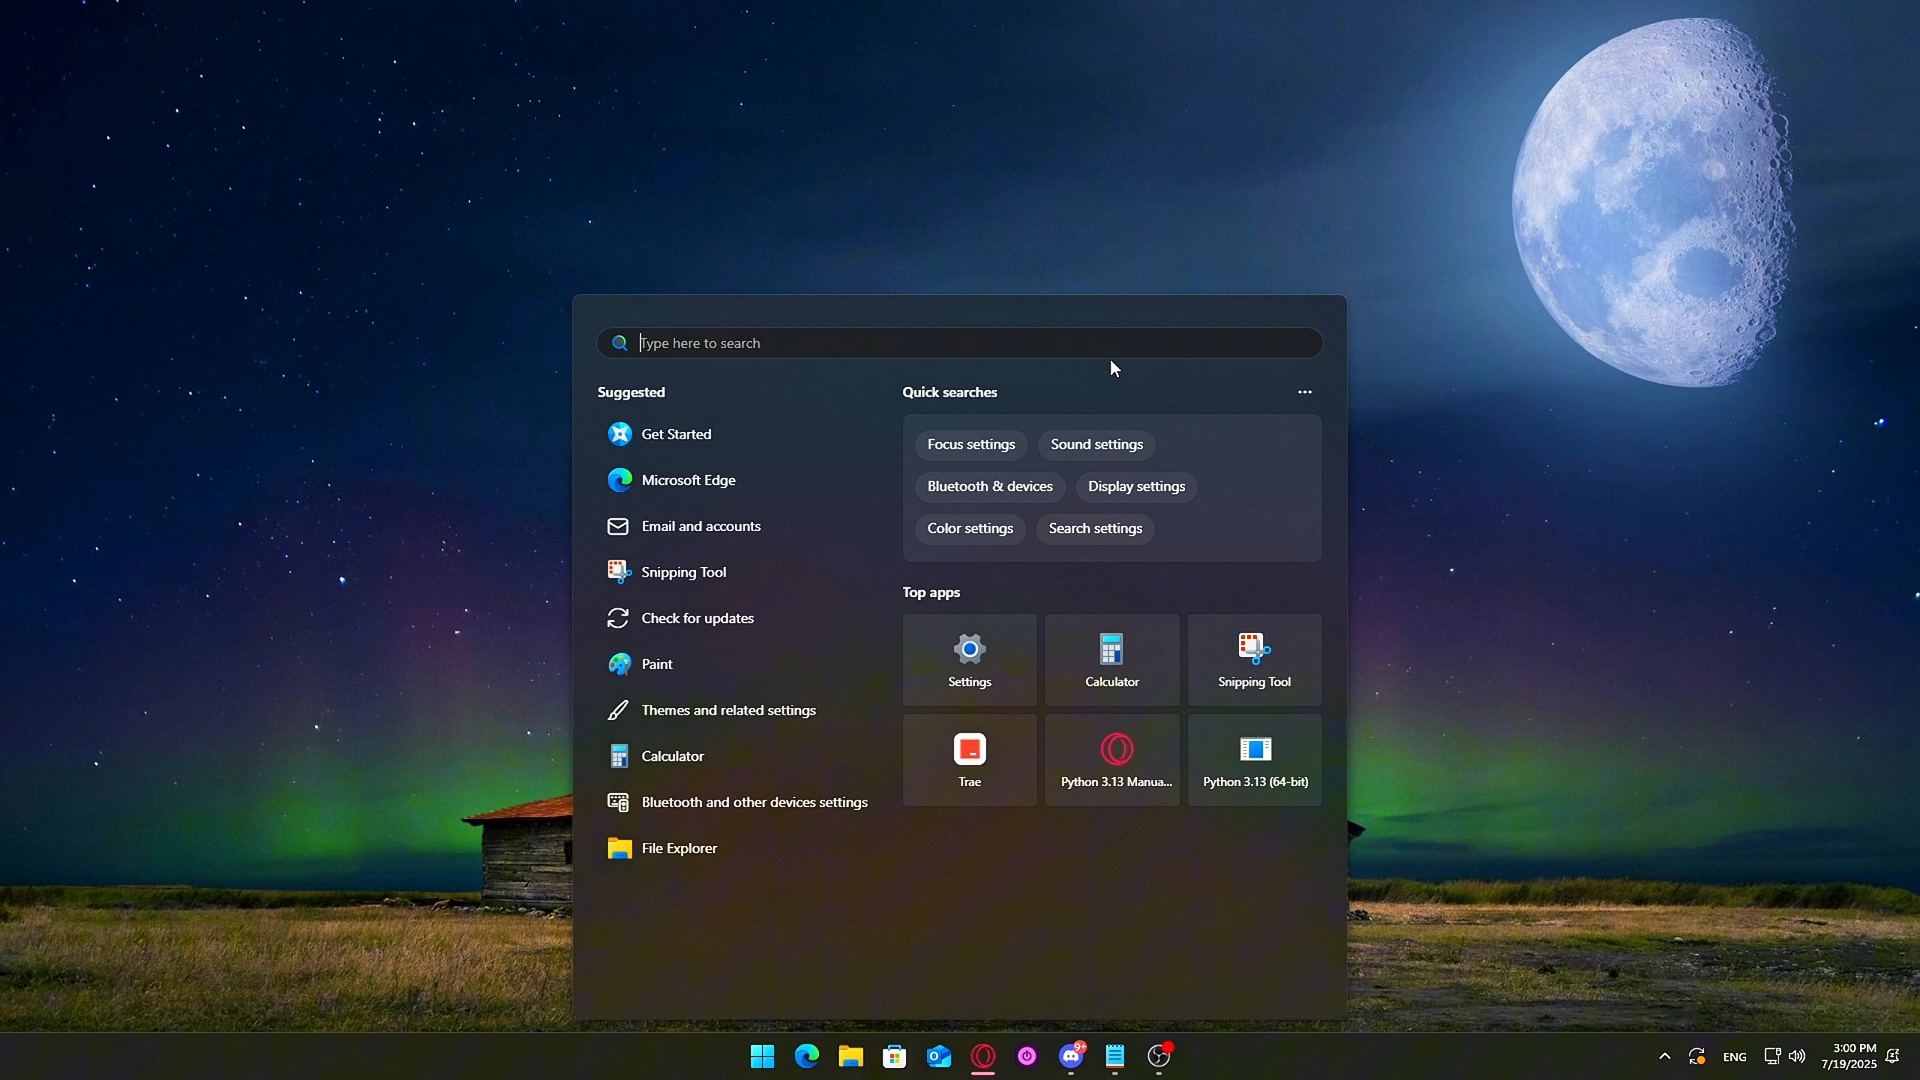 Type here to search
Suggested
Get Started
Microsoft Edge
Email and accounts
Snipping Tool
Check for updates
Paint
Themes and related settings
Calculator
Bluetooth and other devices settings
File Explorer
Quick searches
Focus settings
Sound settings
Bluetooth & devices
Display settings
Color settings
Search settings
Top apps
Settings
Calculator
Snipping Tool
Trae
Python 3.13 Manua...
Python 3.13 (64-bit)
9+
ENG
3:00 PM
7/19/2025